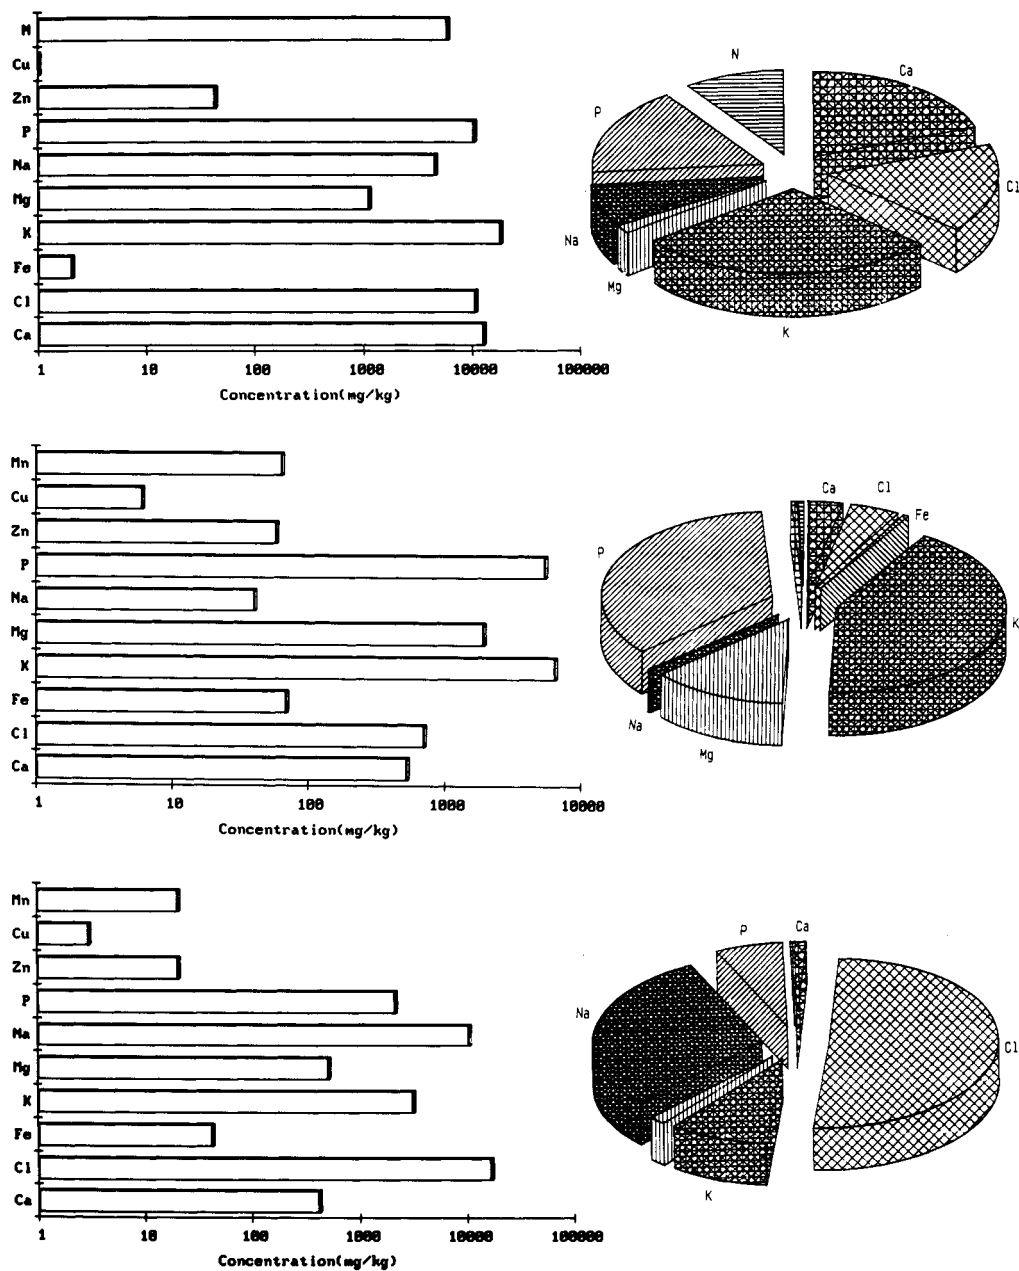 N
Cu
Zn
P
Na
Mg
K
Fe
Cl
Ca
1 10 100 1000 10000 100000
Concentration(mg/kg)
N
Ca
P
Cl
Na
Mg
K
Mn
Cu
Zn
P
Na
Mg
K
Fe
Cl
Ca
1 10 100 1000 10000
Concentration(mg/kg)
Ca
Cl
Fe
P
K
Na
Mg
Mn
Cu
Zn
P
Na
Mg
K
Fe
Cl
Ca
1 10 100 1000 10000 100000
Concentration(mg/kg)
P
Ca
Na
Cl
K